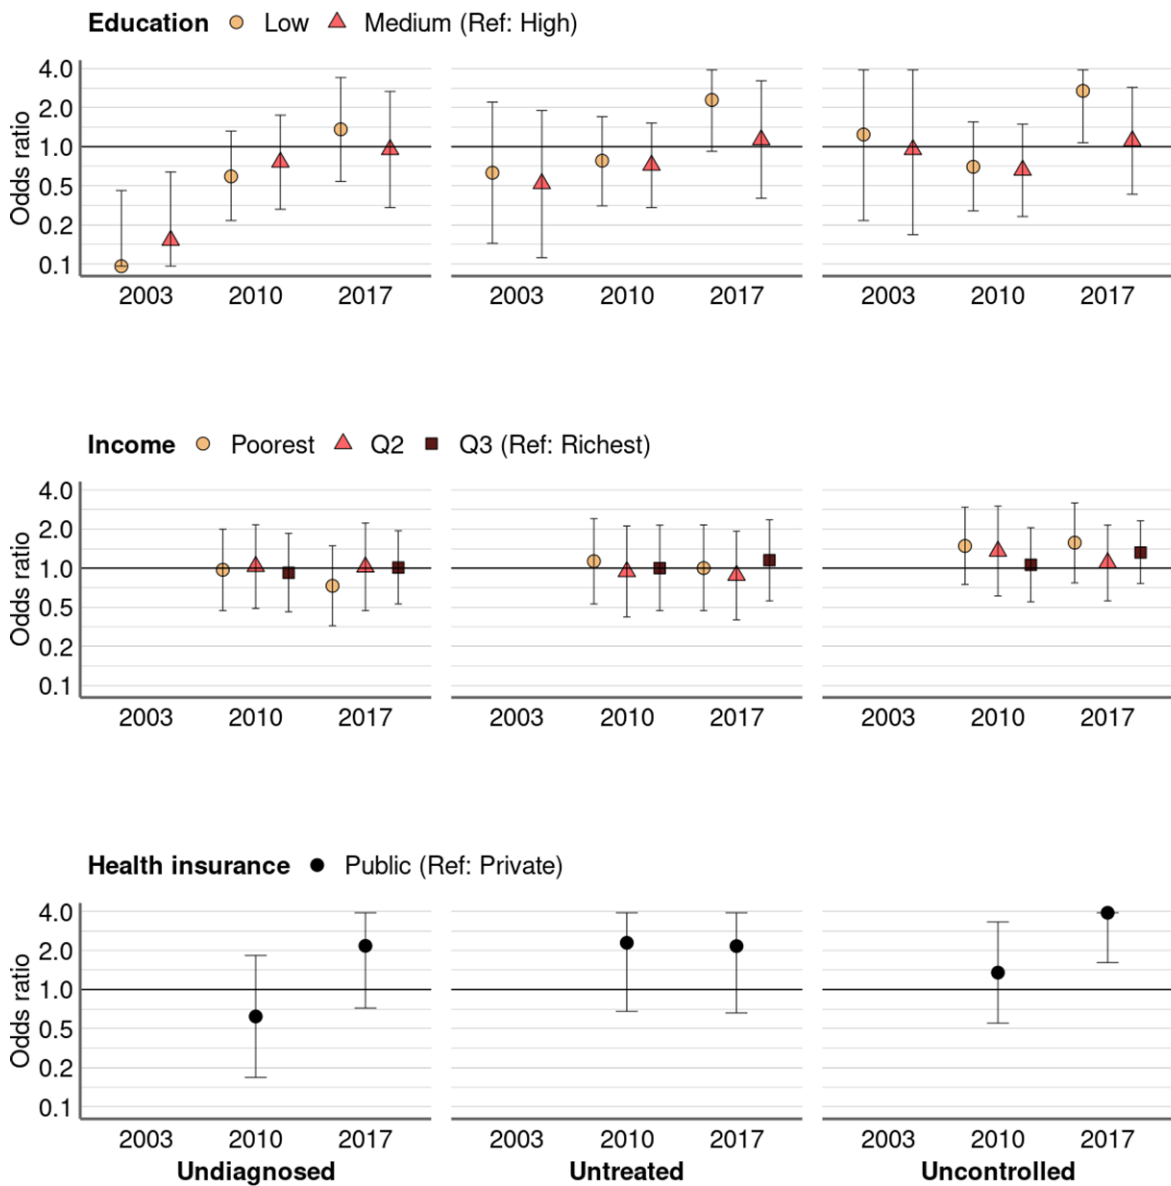 Education Low Medium (Ref: High)
Odds ratio
4.0
2.0
1.0
0.5
0.2
0.1
2003 2010 2017 2003 2010 2017 2003 2010 2017
Income Poorest Q2 Q3 (Ref: Richest)
Odds ratio
4.0
2.0
1.0
0.5
0.2
0.1
2003 2010 2017 2003 2010 2017 2003 2010 2017
Health insurance Public (Ref: Private)
Odds ratio
4.0
2.0
1.0
0.5
0.2
0.1
2003 2010 2017 2003 2010 2017 2003 2010 2017
Undiagnosed Untreated Uncontrolled